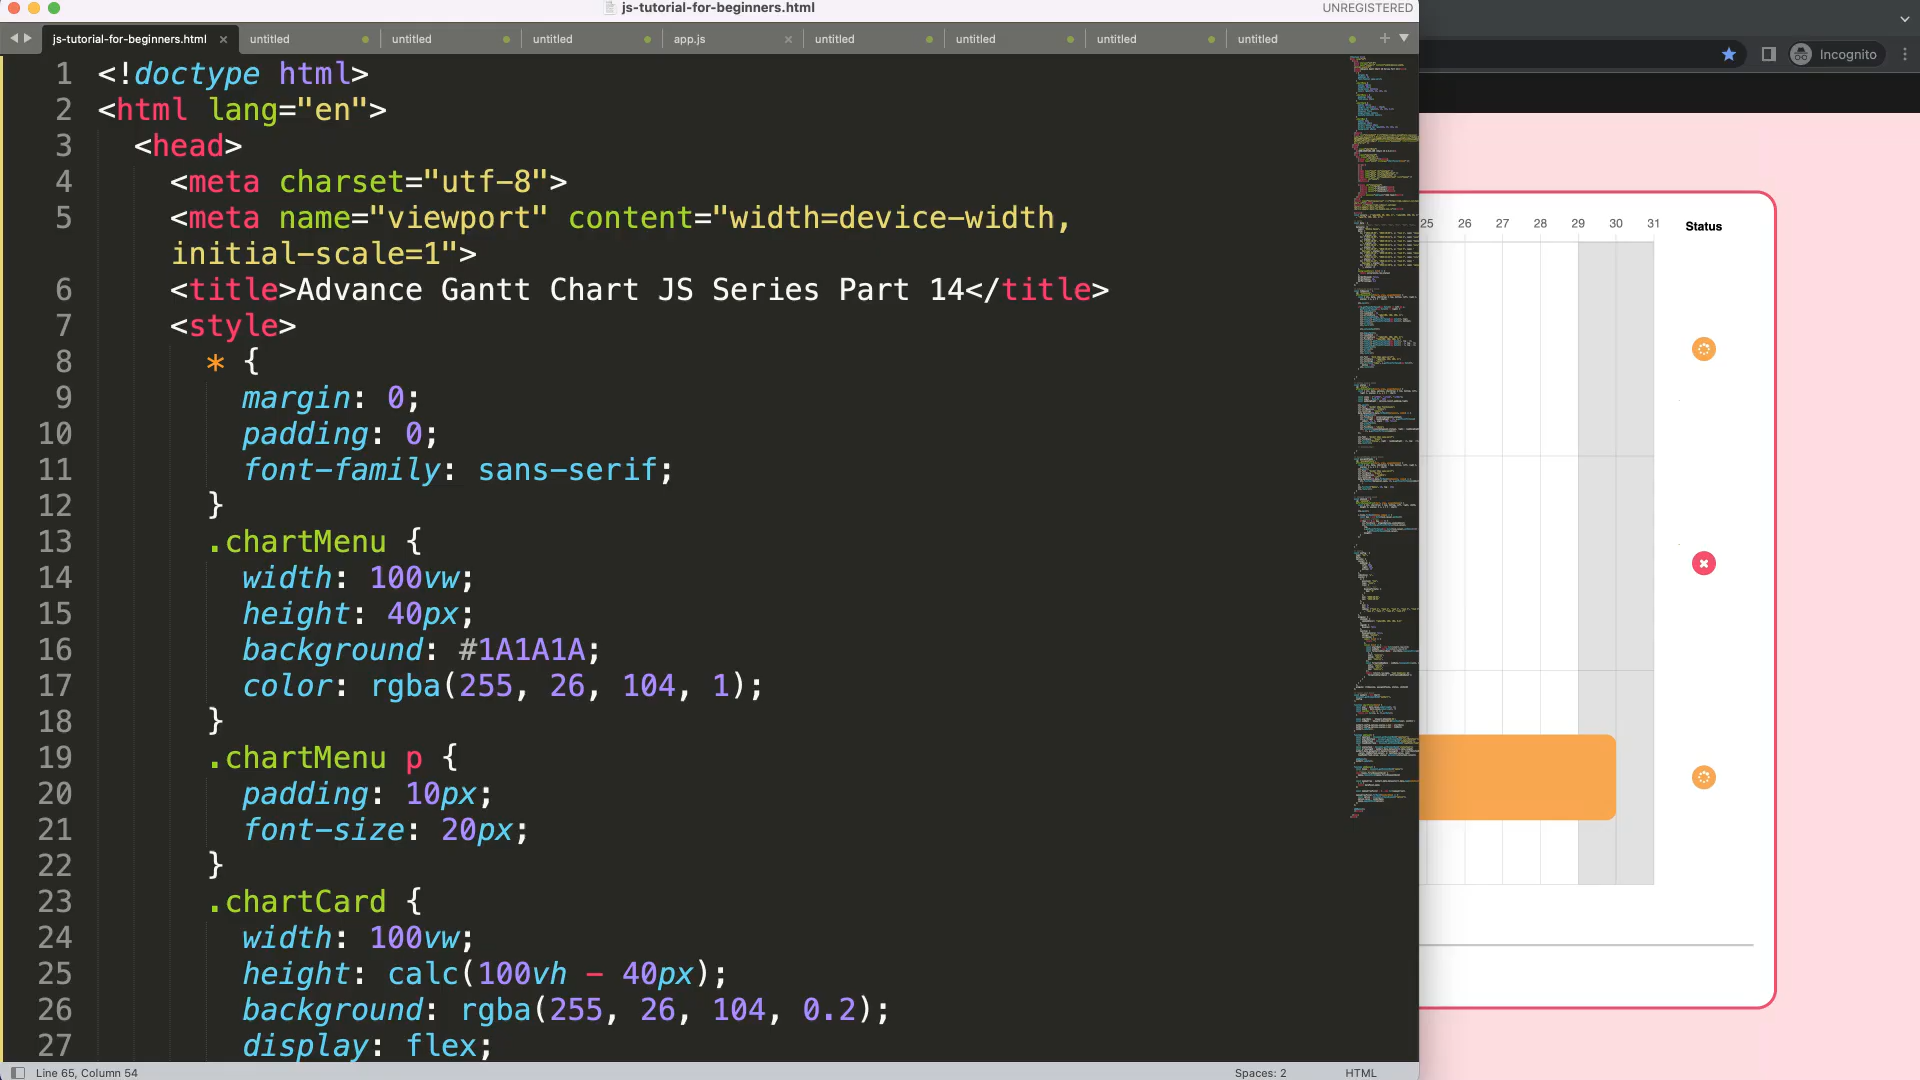 js-tutorial-for-beginners.html
UNREGISTERED
js-tutorial-for-beginners.html × untitled untitled untitled app.js × untitled untitled untitled untitled
Incognito
1 <!doctype html>
2 <html lang="en">
3 <head>
4 <meta charset="utf-8">
5 <meta name="viewport" content="width=device-width,
initial-scale=1">
6 <title>Advance Gantt Chart JS Series Part 14</title>
7 <style>
8 * {
9 margin: 0;
10 padding: 0;
11 font-family: sans-serif;
12 }
13 .chartMenu {
14 width: 100vw;
15 height: 40px;
16 background: #1A1A1A;
17 color: rgba(255, 26, 104, 1);
18 }
19 .chartMenu p {
20 padding: 10px;
21 font-size: 20px;
22 }
23 .chartCard {
24 width: 100vw;
25 height: calc(100vh - 40px);
26 background: rgba(255, 26, 104, 0.2);
27 display: flex;
25 26 27 28 29 30 31 Status
Line 65, Column 54
Spaces: 2
HTML